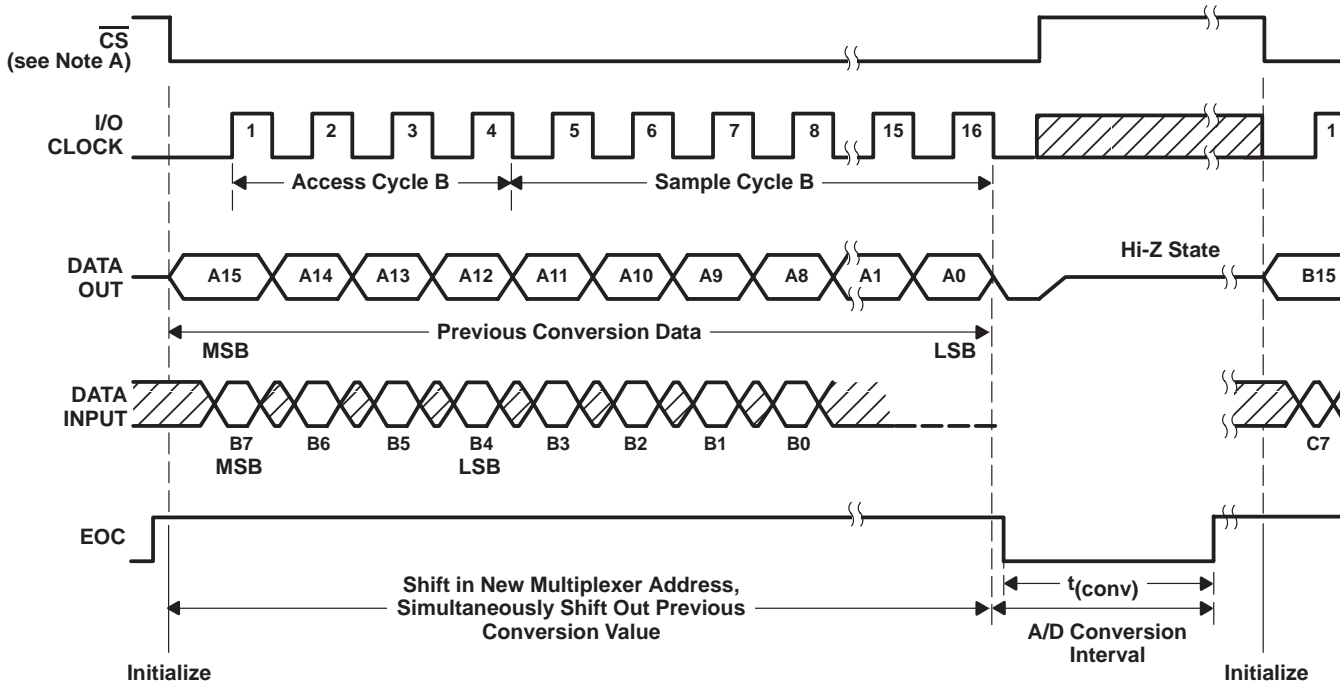 CS
(see Note A)
I/O
CLOCK
1 2 3 4 5 6 7 8 15 16 1
Access Cycle B
Sample Cycle B
Hi-Z State
DATA
OUT
A15 A14 A13 A12 A11 A10 A9 A8 A1 A0 B15
Previous Conversion Data
MSB LSB
DATA
INPUT
B7 B6 B5 B4 B3 B2 B1 B0 C7
MSB LSB
EOC
Shift in New Multiplexer Address,
Simultaneously Shift Out Previous
Conversion Value
t(conv)
A/D Conversion
Interval
Initialize Initialize